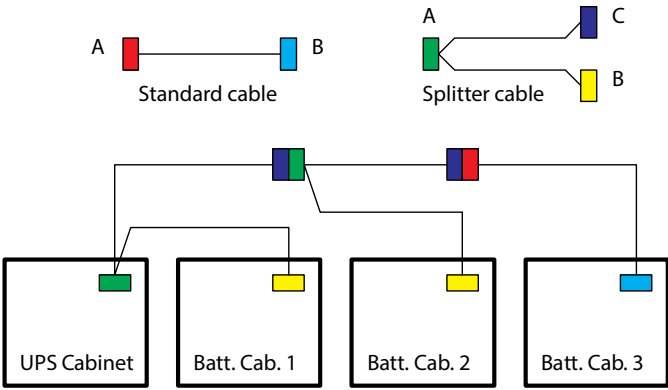 A
B
Standard cable
A
C
B
Splitter cable
UPS Cabinet
Batt. Cab. 1
Batt. Cab. 2
Batt. Cab. 3